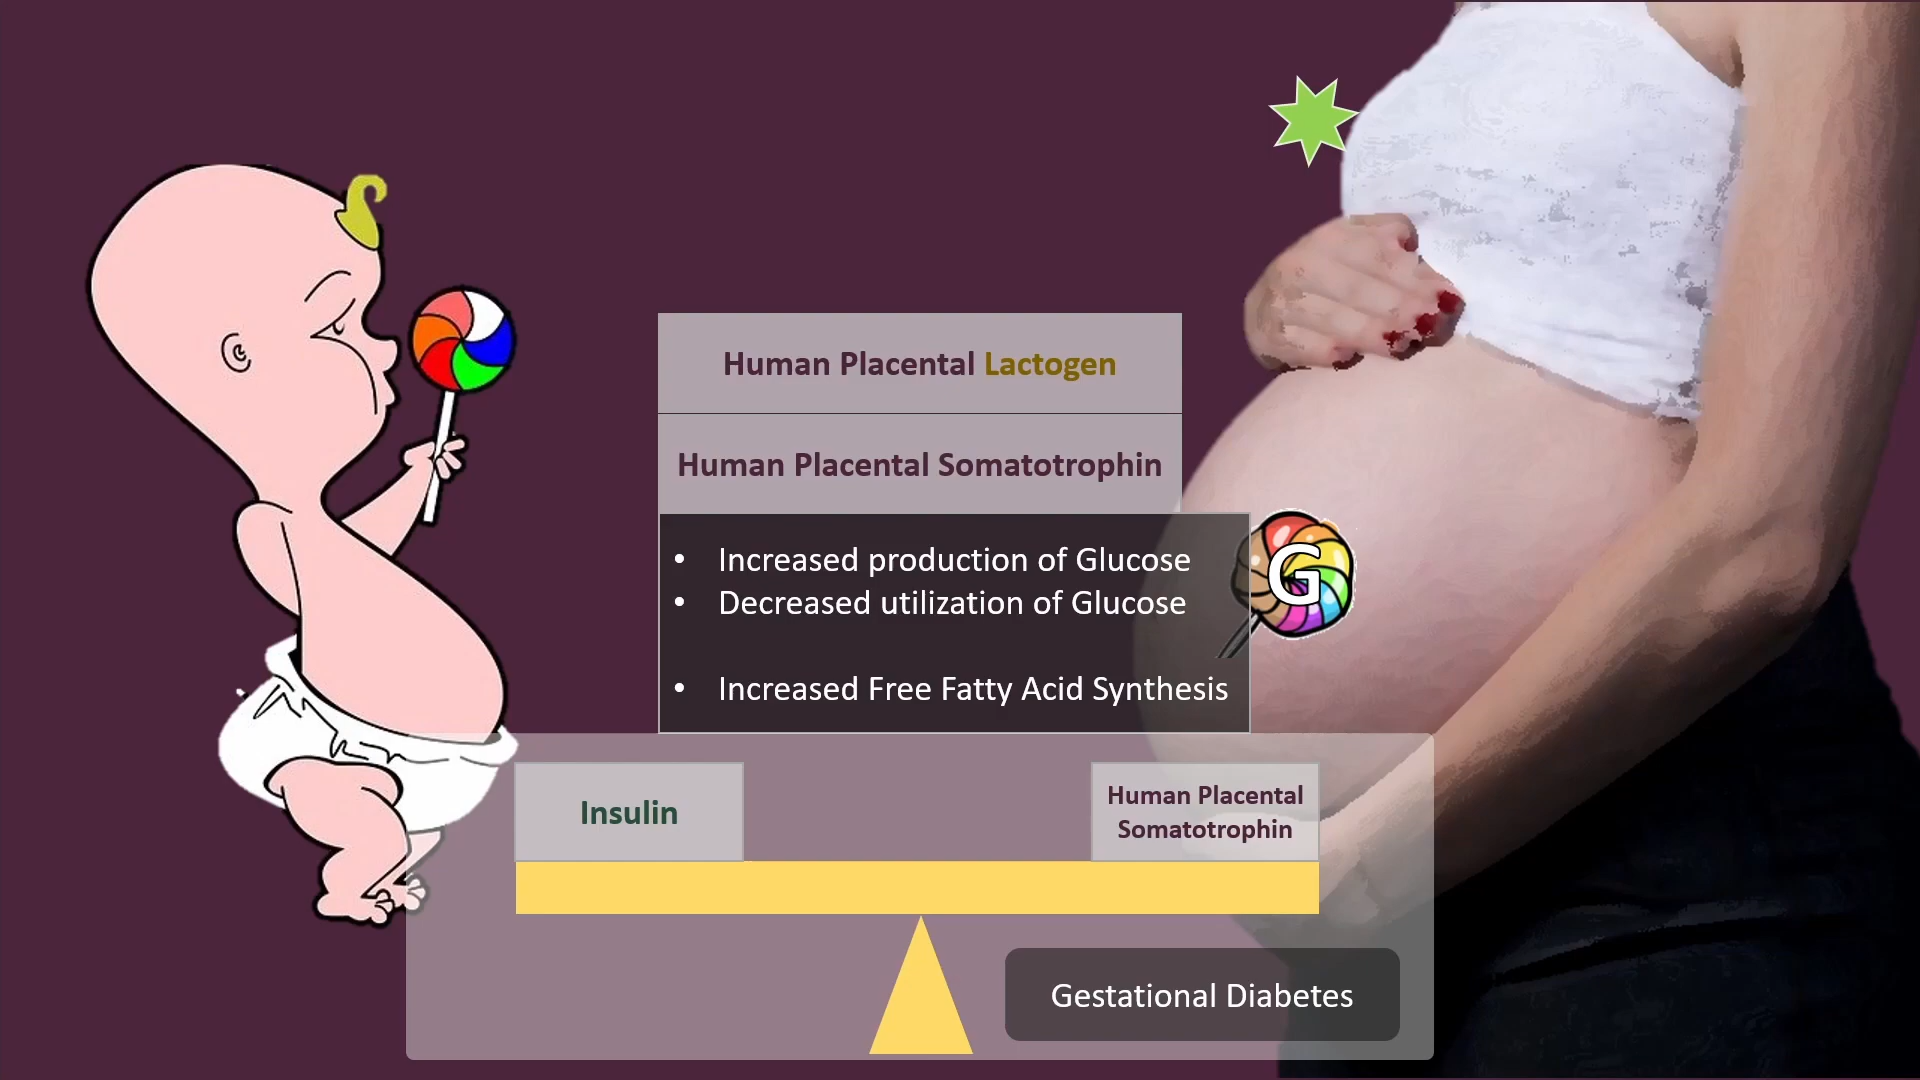 Human Placental Lactogen
Human Placental Somatotrophin
• Increased production of Glucose
• Decreased utilization of Glucose
• Increased Free Fatty Acid Synthesis
G
Insulin
Human Placental
Somatotrophin
Gestational Diabetes